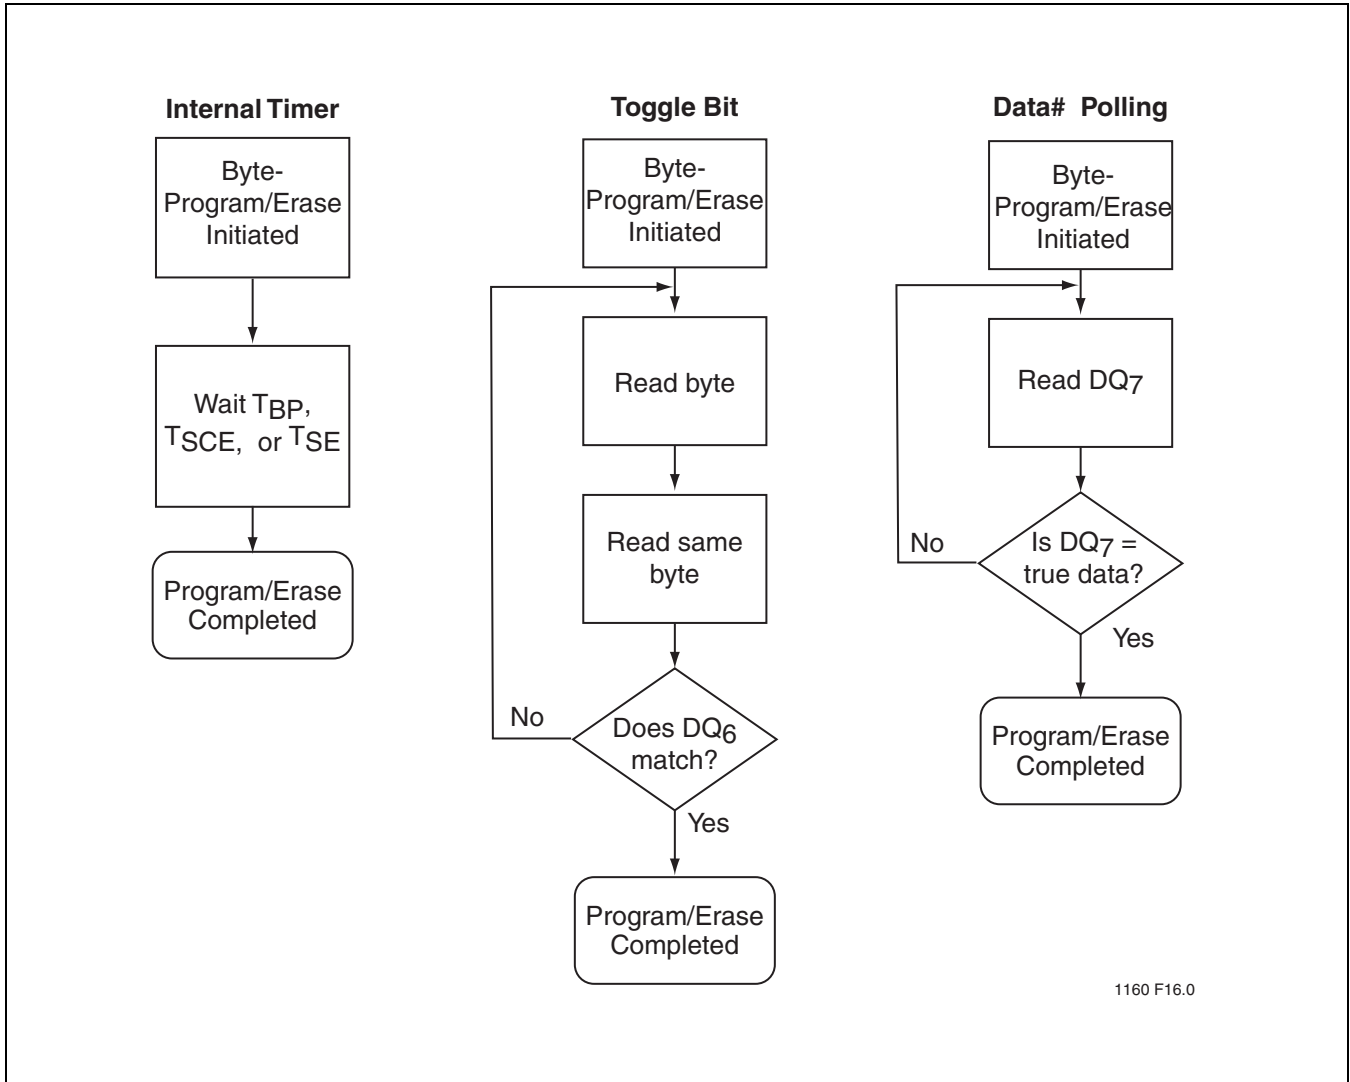 Internal Timer
Byte-
Program/Erase
Initiated
Wait TBP,
TSCE, or TSE
Program/Erase
Completed
Toggle Bit
Byte-
Program/Erase
Initiated
Read byte
Read same
byte
No
Does DQ6
match?
Yes
Program/Erase
Completed
Data# Polling
Byte-
Program/Erase
Initiated
Read DQ7
No
Is DQ7 =
true data?
Yes
Program/Erase
Completed
1160 F16.0